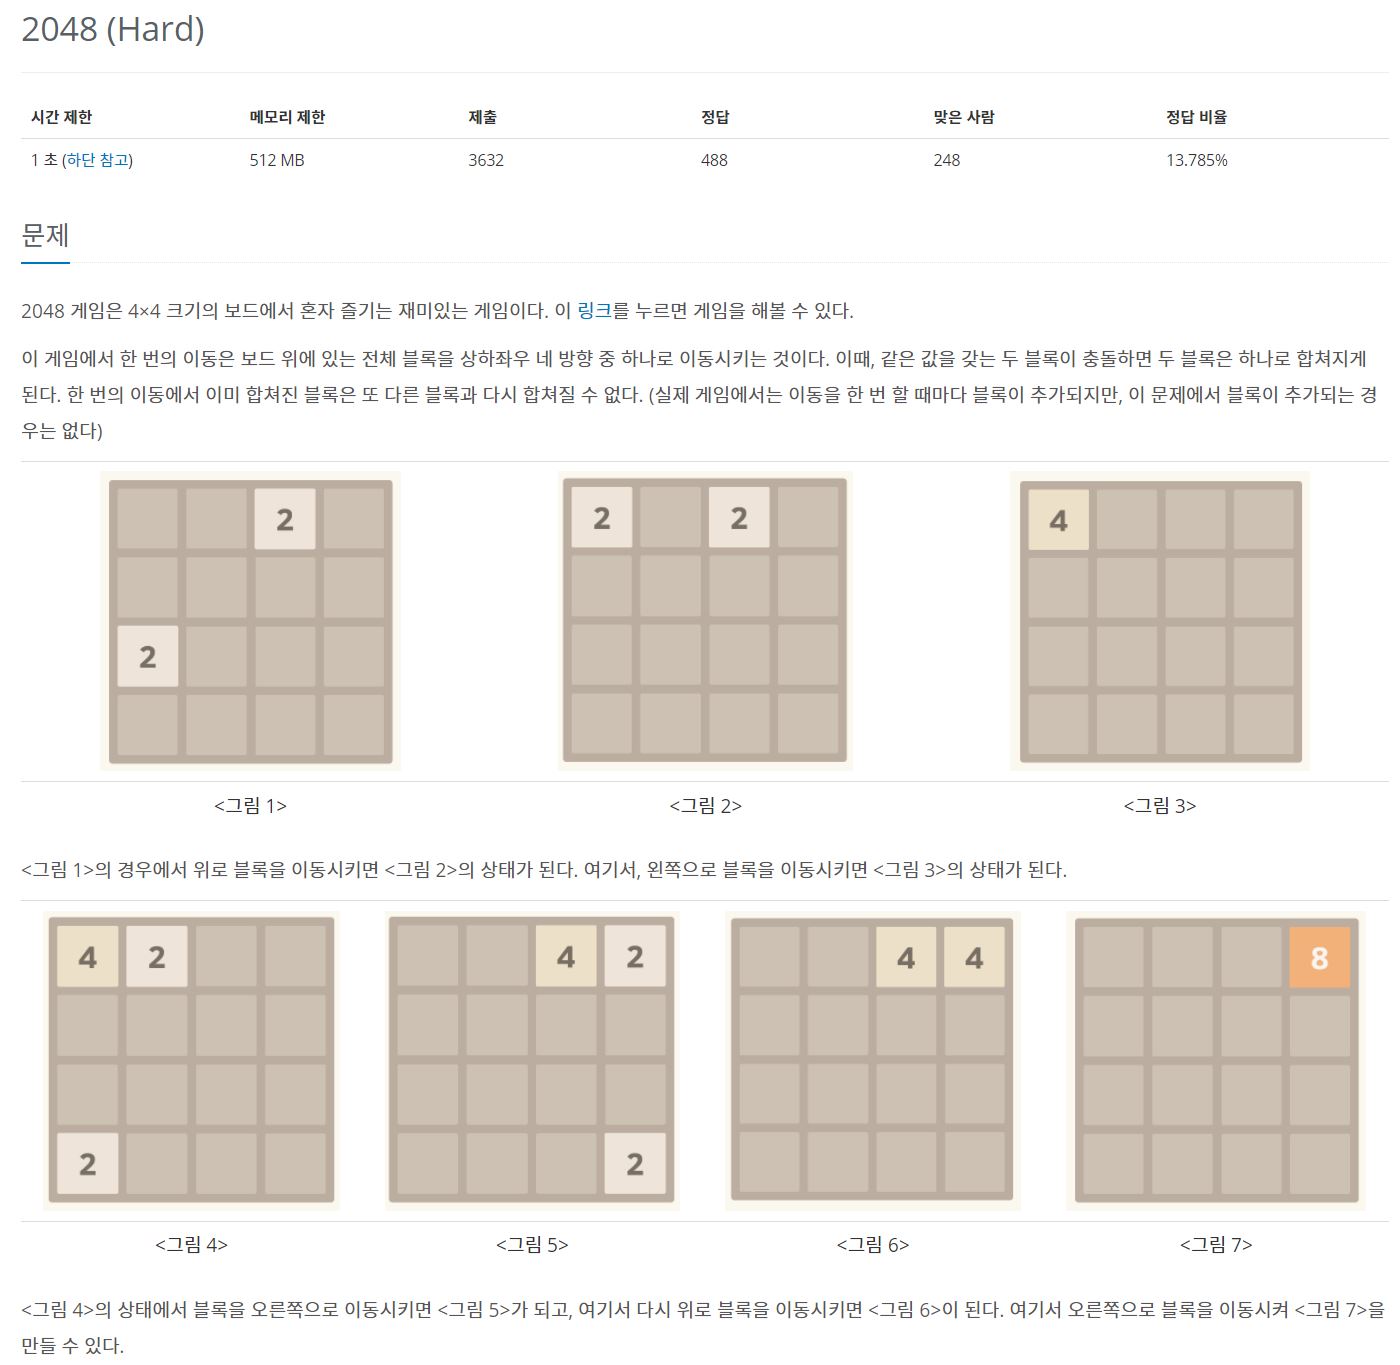 2048 (Hard)
시간 제한 메모리 제한 제출 정답 맞은 사람 정답 비율
1 초 (하단 참고) 512 MB 3632 488 248 13.785%
문제
2048 게임은 4×4 크기의 보드에서 혼자 즐기는 재미있는 게임이다. 이 링크를 누르면 게임을 해볼 수 있다.
이 게임에서 한 번의 이동은 보드 위에 있는 전체 블록을 상하좌우 네 방향 중 하나로 이동시키는 것이다. 이때, 같은 값을 갖는 두 블록이 충돌하면 두 블록은 하나로 합쳐지게
된다. 한 번의 이동에서 이미 합쳐진 블록은 또 다른 블록과 다시 합쳐질 수 없다. (실제 게임에서는 이동을 한 번 할 때마다 블록이 추가되지만, 이 문제에서 블록이 추가되는 경
우는 없다)
2 2 2 4
2
<그림 1> <그림 2> <그림 3>
<그림 1>의 경우에서 위로 블록을 이동시키면 <그림 2>의 상태가 된다. 여기서, 왼쪽으로 블록을 이동시키면 <그림 3>의 상태가 된다.
4 2 4 2 4 4 8
2 2
<그림 4> <그림 5> <그림 6> <그림 7>
<그림 4>의 상태에서 블록을 오른쪽으로 이동시키면 <그림 5>가 되고, 여기서 다시 위로 블록을 이동시키면 <그림 6>이 된다. 여기서 오른쪽으로 블록을 이동시켜 <그림 7>을
만들 수 있다.